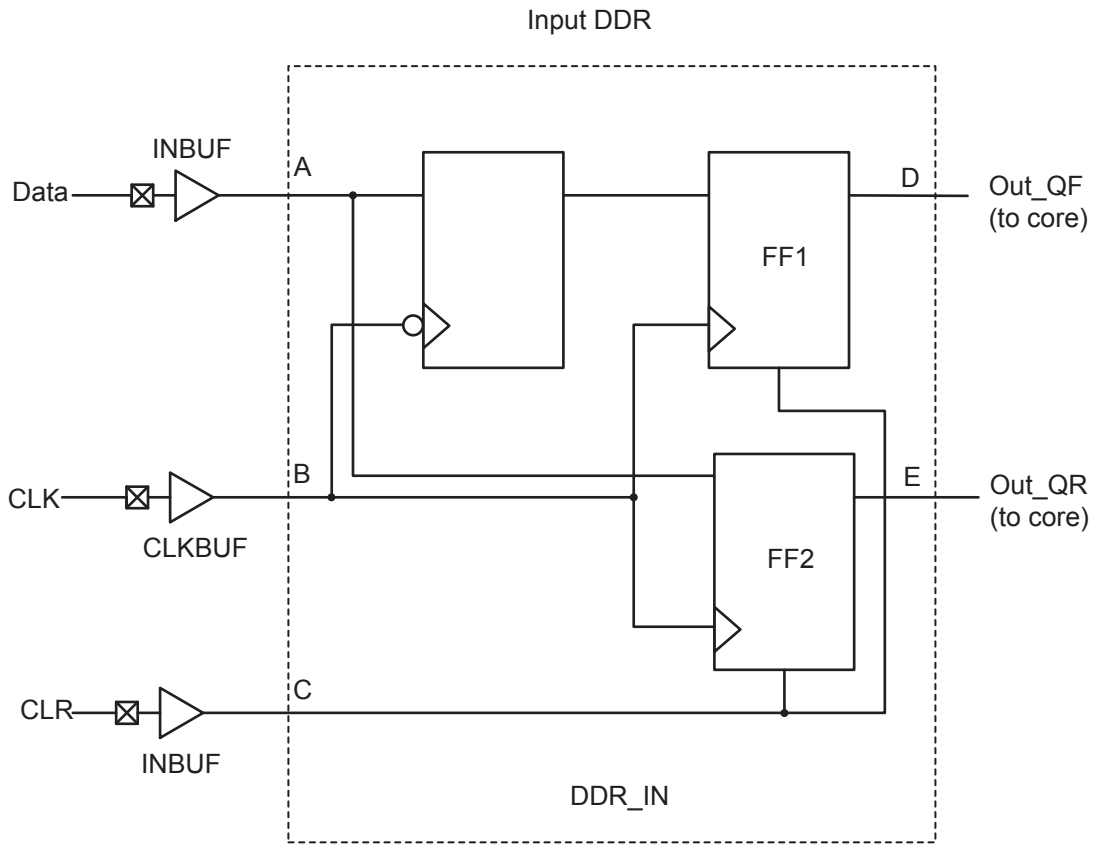 Input DDR
INBUF
A
D
Data
Out_QF
(to core)
FF1
B
E
CLK
Out_QR
(to core)
CLKBUF
FF2
C
CLR
INBUF
DDR_IN